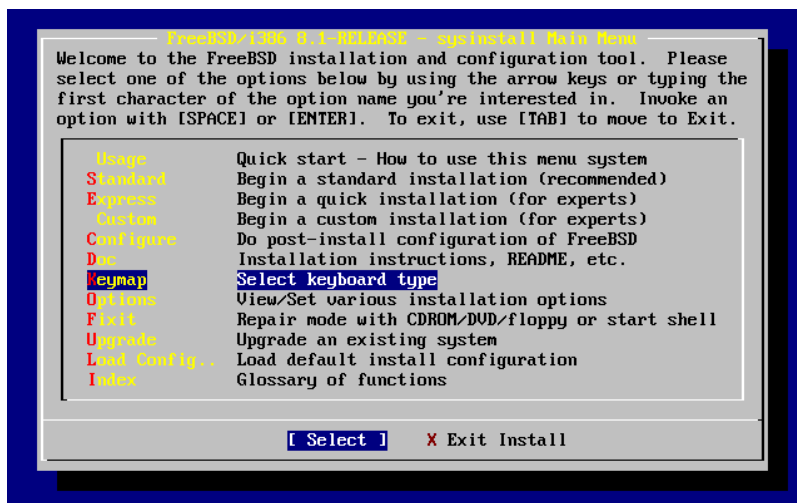 FreeBSD/i386 8.1-RELEASE - sysinstall Main Menu
Welcome to the FreeBSD installation and configuration tool.  Please
select one of the options below by using the arrow keys or typing the
first character of the option name you're interested in.  Invoke an
option with [SPACE] or [ENTER].  To exit, use [TAB] to move to Exit.
Usage Quick start - How to use this menu system
Standard Begin a standard installation (recommended)
Express Begin a quick installation (for experts)
Custom Begin a custom installation (for experts)
Configure Do post-install configuration of FreeBSD
Doc Installation instructions, README, etc.
Keymap Select keyboard type
Options View/Set various installation options
Fixit Repair mode with CDROM/DVD/floppy or start shell
Upgrade Upgrade an existing system
Load Config.. Load default install configuration
Index Glossary of functions
[ Select ] X Exit Install